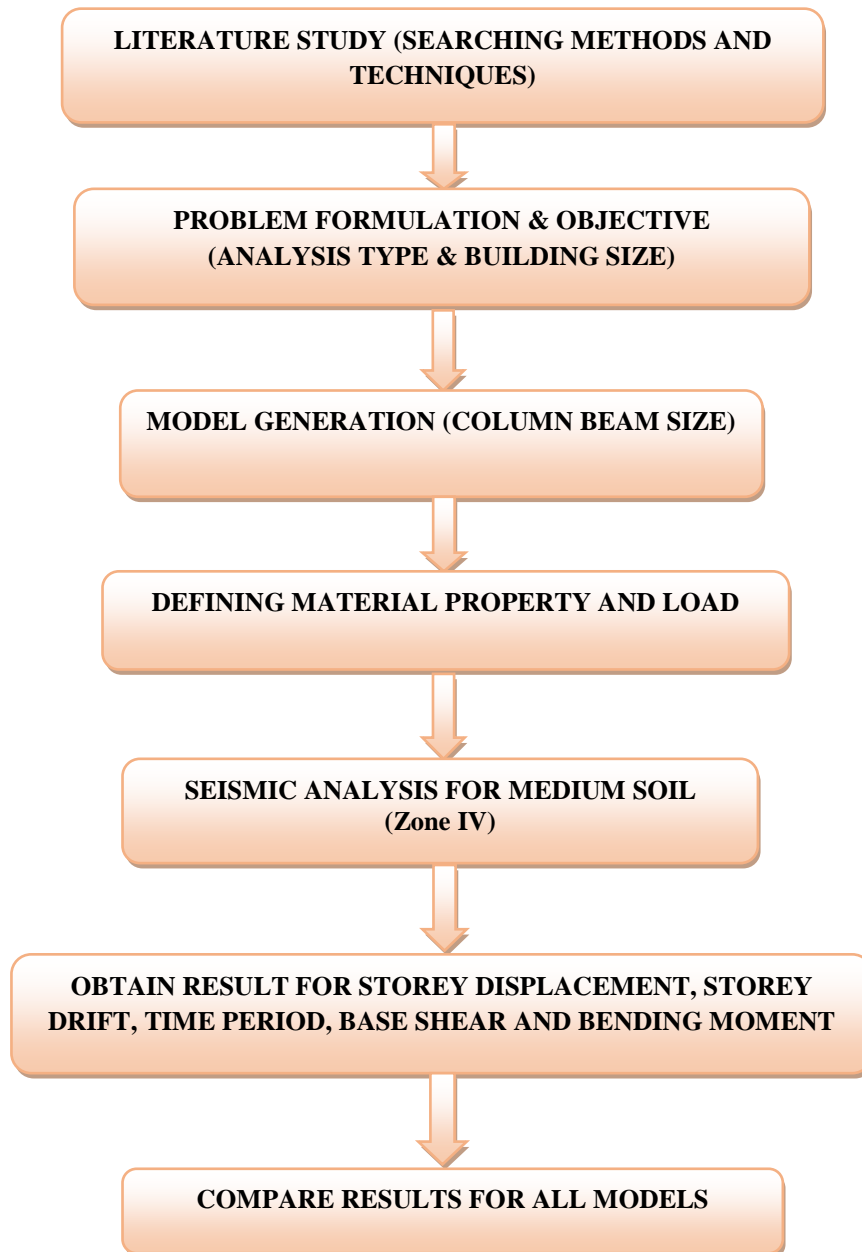 LITERATURE STUDY (SEARCHING METHODS AND
TECHNIQUES)
PROBLEM FORMULATION & OBJECTIVE
(ANALYSIS TYPE & BUILDING SIZE)
MODEL GENERATION (COLUMN BEAM SIZE)
DEFINING MATERIAL PROPERTY AND LOAD
SEISMIC ANALYSIS FOR MEDIUM SOIL
(Zone IV)
OBTAIN RESULT FOR STOREY DISPLACEMENT, STOREY
DRIFT, TIME PERIOD, BASE SHEAR AND BENDING MOMENT
COMPARE RESULTS FOR ALL MODELS